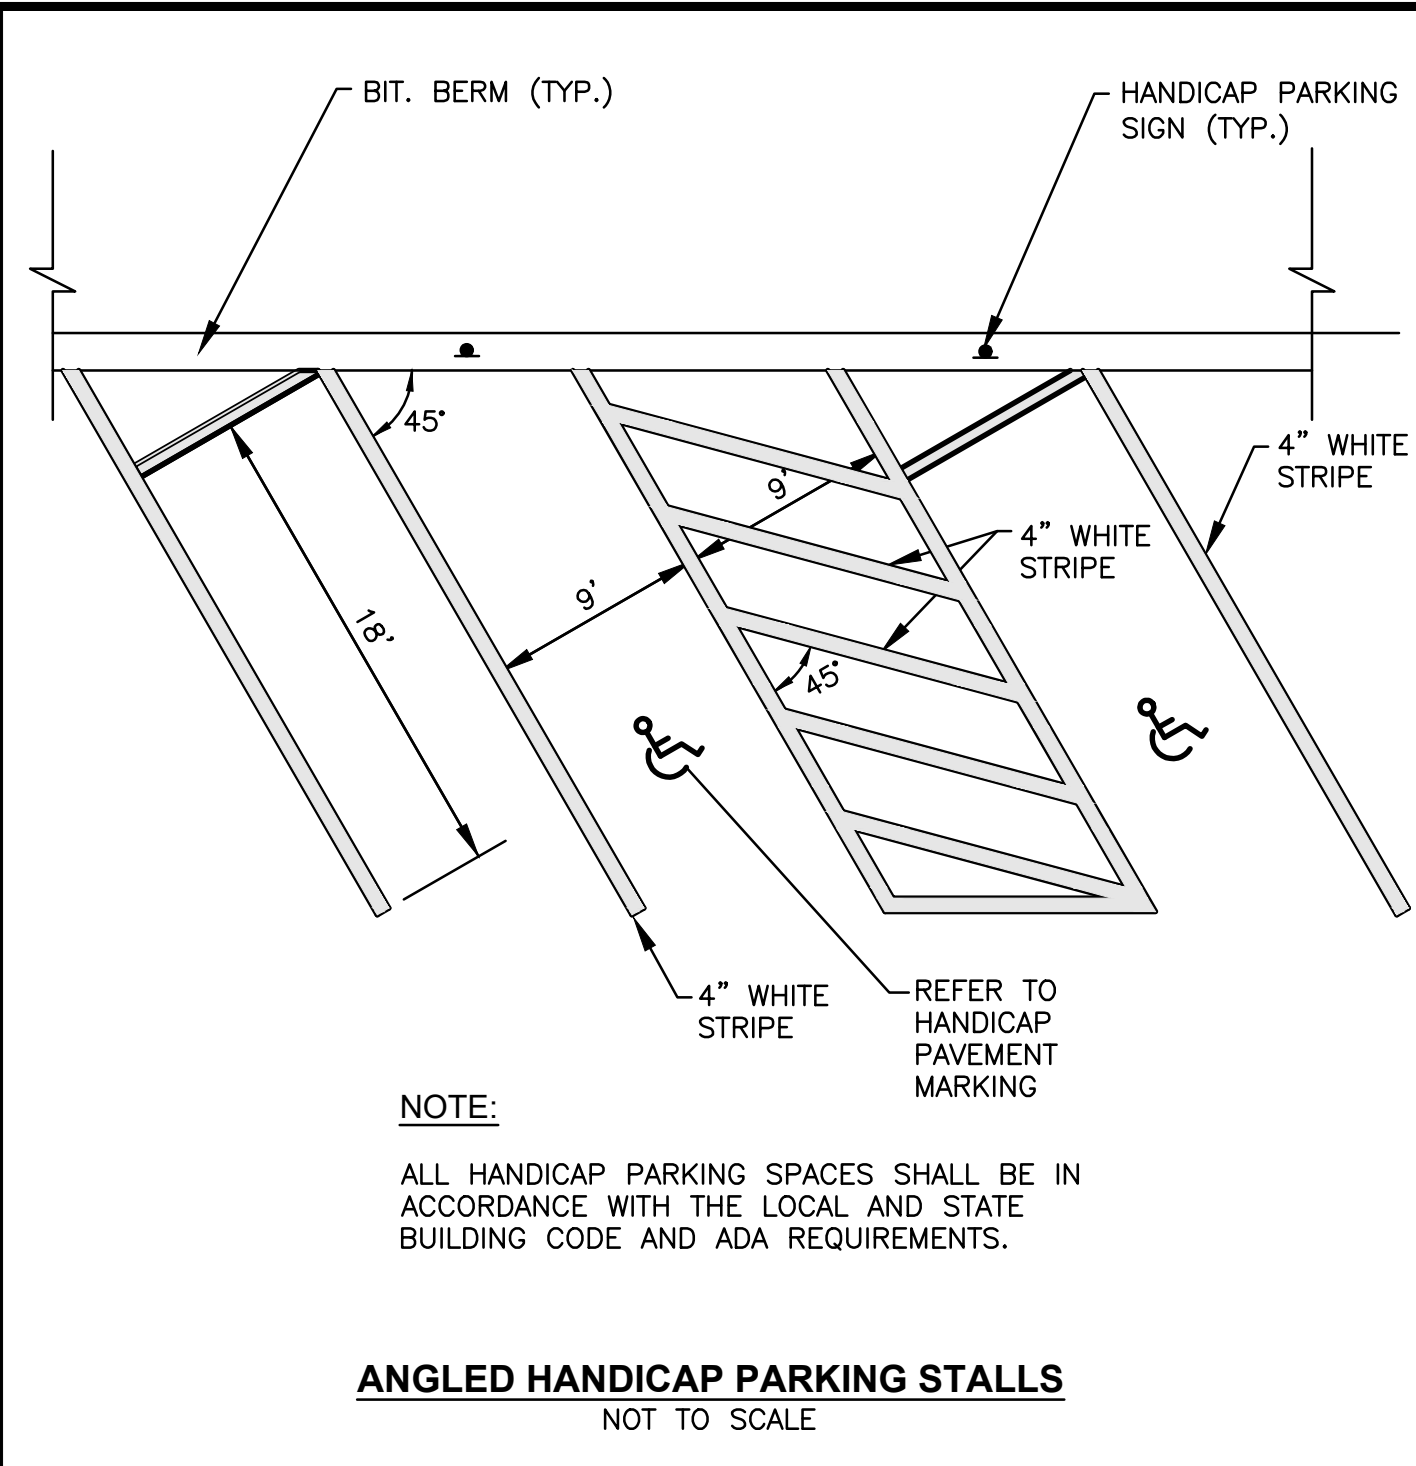 BIT. BERM (TYP.)
HANDICAP PARKING
SIGN (TYP.)
45°
4” WHITE
STRIPE
9’
4” WHITE
STRIPE
9’
18’
45°
4” WHITE
STRIPE
REFER TO
HANDICAP
PAVEMENT
MARKING
NOTE:
ALL HANDICAP PARKING SPACES SHALL BE IN
ACCORDANCE WITH THE LOCAL AND STATE
BUILDING CODE AND ADA REQUIREMENTS.
ANGLED HANDICAP PARKING STALLS
NOT TO SCALE